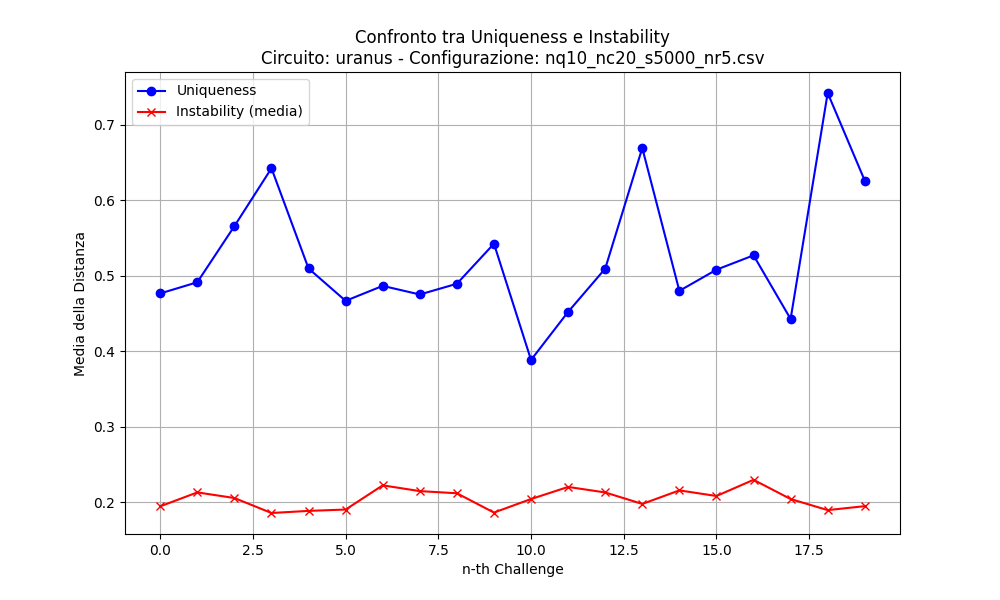 Confronto tra Uniqueness e Instability
Circuito: uranus - Configurazione: nq10_nc20_s5000_nr5.csv
Uniqueness
Instability (media)
Media della Distanza
0.7
0.6
0.5
0.4
0.3
0.2
0.0 2.5 5.0 7.5 10.0 12.5 15.0 17.5
n-th Challenge